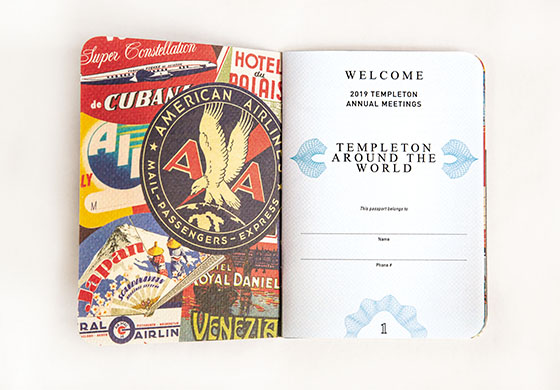 Super Constellation
HOTEL
du
PALAIS
de CUBANA
AMERICAN AIRLINES
A A
MAIL-PASSENGERS-EXPRESS
Japan
ROYAL DANIELI
VENEZIA
AIRLIN
WELCOME
2019 TEMPLETON
ANNUAL MEETINGS
TEMPLETON
AROUND THE
WORLD
This passport belongs to
Name
Phone #
1